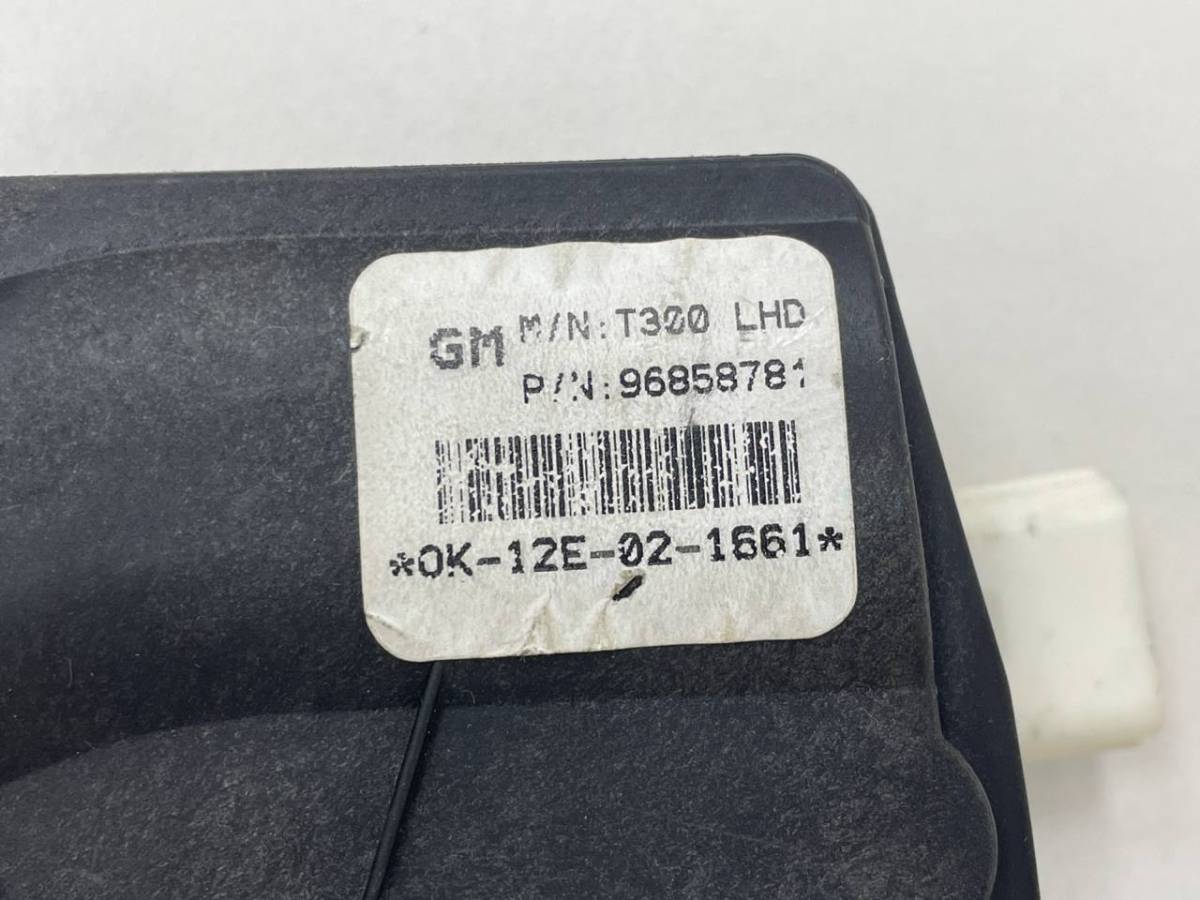 GM M/N:T300 LHD
P/N:96858781
*OK-12E-02-1661*